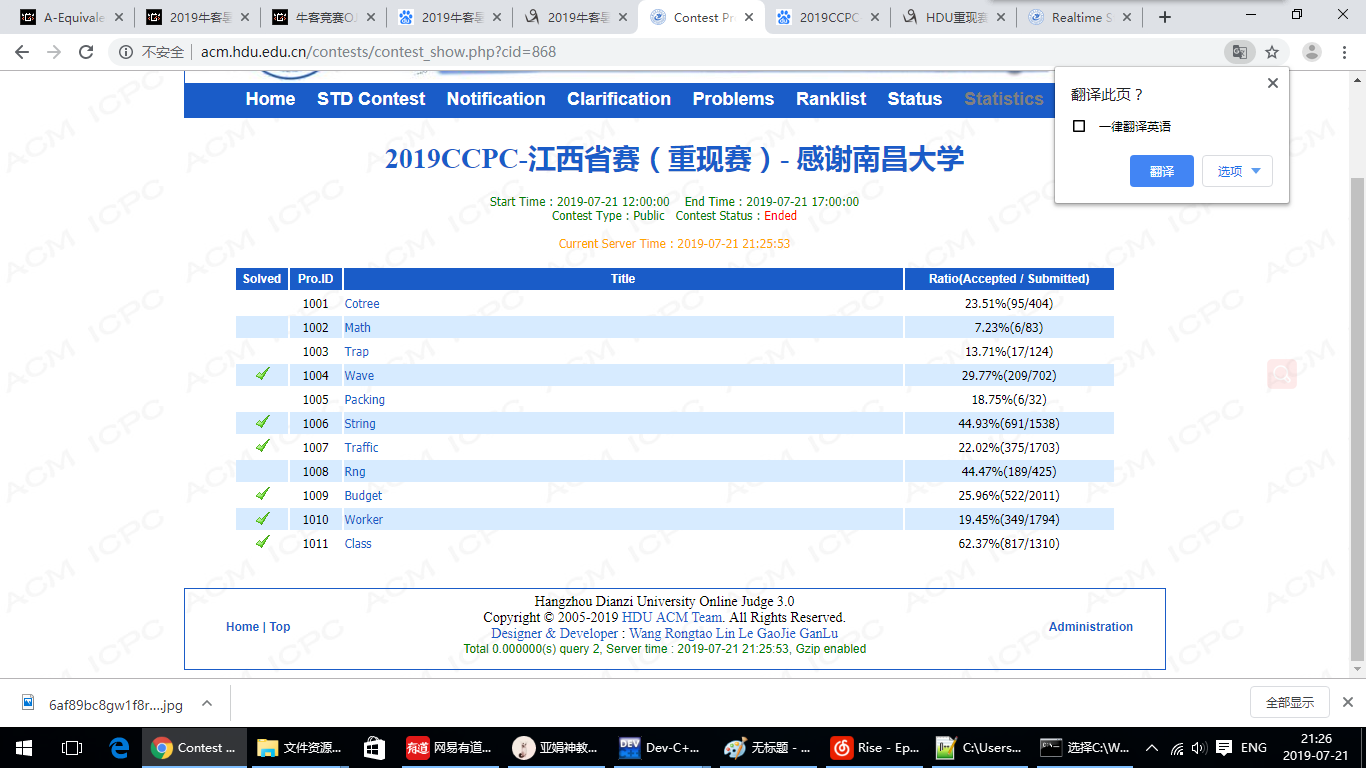 A-Equivale
2019牛客暑
牛客竞赛OJ
2019牛客暑
2019牛客暑
Contest Pr
2019CCPC
HDU重现赛
Realtime S
不安全 | acm.hdu.edu.cn/contests/contest_show.php?cid=868
翻译此页？
一律翻译英语
翻译 选项
Home STD Contest Notification Clarification Problems Ranklist Status Statistics
2019CCPC-江西省赛（重现赛）- 感谢南昌大学
Start Time : 2019-07-21 12:00:00 End Time : 2019-07-21 17:00:00
Contest Type : Public Contest Status : Ended
Current Server Time : 2019-07-21 21:25:53
Solved Pro.ID Title Ratio(Accepted / Submitted)
1001 Cotree 23.51%(95/404)
1002 Math 7.23%(6/83)
1003 Trap 13.71%(17/124)
1004 Wave 29.77%(209/702)
1005 Packing 18.75%(6/32)
1006 String 44.93%(691/1538)
1007 Traffic 22.02%(375/1703)
1008 Rng 44.47%(189/425)
1009 Budget 25.96%(522/2011)
1010 Worker 19.45%(349/1794)
1011 Class 62.37%(817/1310)
Hangzhou Dianzi University Online Judge 3.0
Copyright © 2005-2019 HDU ACM Team. All Rights Reserved.
Home | Top
Designer & Developer : Wang Rongtao Lin Le GaoJie GanLu
Administration
Total 0.000000(s) query 2, Server time : 2019-07-21 21:25:53, Gzip enabled
ACM ICPC
6af89bc8gw1f8r....jpg
全部显示
Contest ...
文件资源...
有道 网易有道...
亚娟神教...
DEV Dev-C+...
无标题 - ...
Rise - Ep...
C:\Users...
选择C:\W...
ENG
21:26
2019-07-21